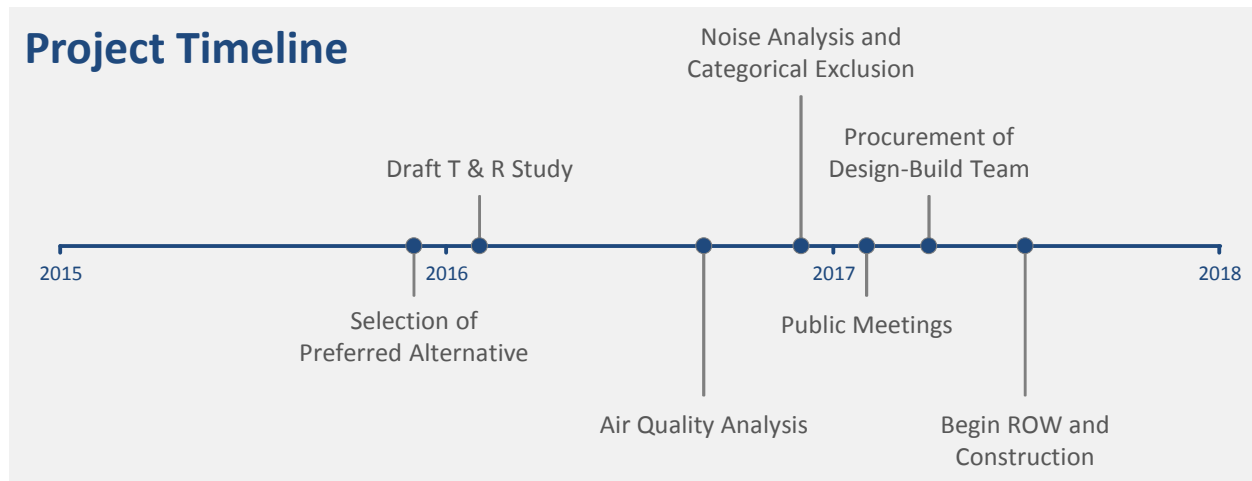 Project Timeline
Noise Analysis and
Categorical Exclusion
Procurement of
Design-Build Team
Draft T & R Study
2015
2016
2017
2018
Selection of
Preferred Alternative
Public Meetings
Air Quality Analysis
Begin ROW and
Construction